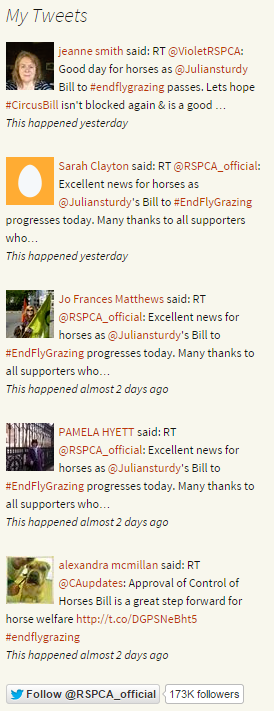 My Tweets
jeanne smith said: RT
@VioletRSPCA:
Good day for horses as @Juliansturdy
Bill to #endflygrazing passes. Lets hope
#CircusBill isn't blocked again & is a good …
This happened yesterday
Sarah Clayton said: RT @RSPCA_official:
Excellent news for horses as
@Juliansturdy's Bill to #EndFlyGrazing
progresses today. Many thanks to all supporters
who…
This happened yesterday
Jo Frances Matthews said: RT
@RSPCA_official: Excellent news for
horses as @Juliansturdy's Bill to
#EndFlyGrazing progresses today. Many thanks to
all supporters who…
This happened almost 2 days ago
PAMELA HYETT said: RT
@RSPCA_official: Excellent news for
horses as @Juliansturdy's Bill to
#EndFlyGrazing progresses today. Many thanks to
all supporters who…
This happened almost 2 days ago
alexandra mcmillan said: RT
@CAupdates: Approval of Control of
Horses Bill is a great step forward for
horse welfare http://t.co/DGPSNeBht5
#endflygrazing
This happened almost 2 days ago
Follow @RSPCA_official 173K followers